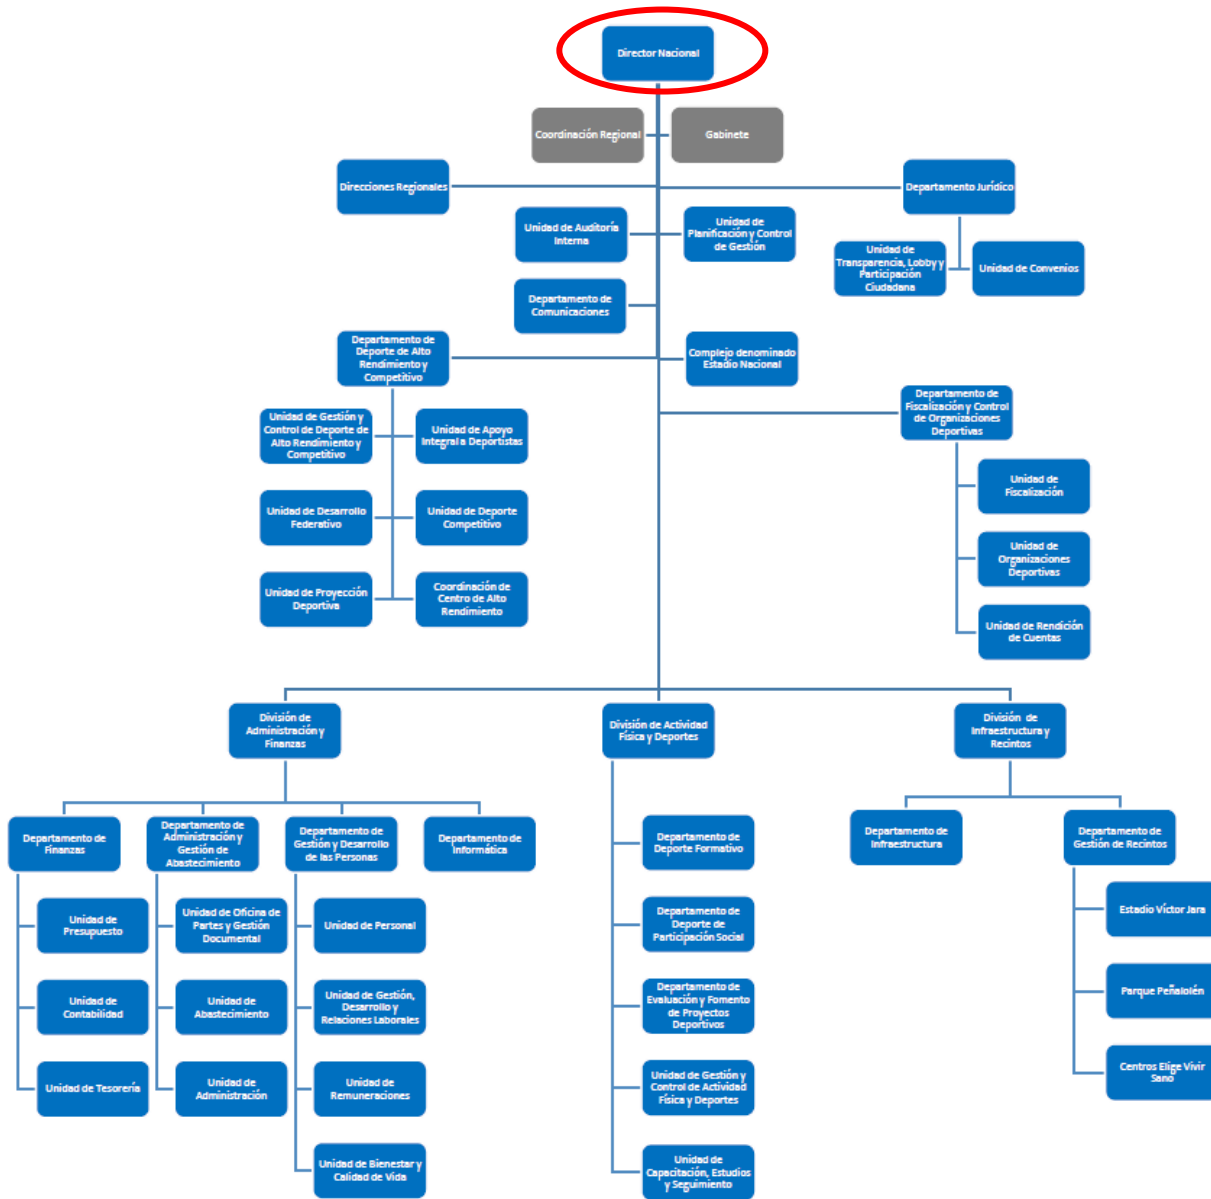 Director Nacional
Coordinación Regional
Gabinete
Direcciones Regionales
Departamento Jurídico
Unidad de Auditoría
Interna
Unidad de
Planificación y Control
de Gestión
Unidad de
Transparencia, Lobby y
Participación
Ciudadana
Unidad de Convenios
Departamento de
Comunicaciones
Departamento de
Deporte de Alto
Rendimiento y
Competitivo
Complejo denominado
Estadio Nacional
Departamento de
Fiscalización y Control
de Organizaciones
Deportivas
Unidad de Gestión y
Control de Deporte de
Alto Rendimiento y
Competitivo
Unidad de Apoyo
Integral a Deportistas
Unidad de
Fiscalización
Unidad de Desarrollo
Federativo
Unidad de Deporte
Competitivo
Unidad de
Organizaciones
Deportivas
Unidad de Proyección
Deportiva
Coordinación de
Centro de Alto
Rendimiento
Unidad de Rendición
de Cuentas
División de
Administración y
Finanzas
División de Actividad
Física y Deportes
División de
Infraestructura y
Recintos
Departamento de
Finanzas
Departamento de
Administración y
Gestión de
Abastecimiento
Departamento de
Gestión y Desarrollo
de las Personas
Departamento de
Informática
Departamento de
Deporte Formativo
Departamento de
Infraestructura
Departamento de
Gestión de Recintos
Unidad de
Presupuesto
Unidad de Oficina de
Partes y Gestión
Documental
Unidad de Personal
Departamento de
Deporte de
Participación Social
Estadio Víctor Jara
Unidad de
Contabilidad
Unidad de
Abastecimiento
Unidad de Gestión,
Desarrollo y
Relaciones Laborales
Departamento de
Evaluación y Fomento
de Proyectos
Deportivos
Parque Peñalolén
Unidad de Tesorería
Unidad de
Administración
Unidad de
Remuneraciones
Unidad de Gestión y
Control de Actividad
Física y Deportes
Centros Elige Vivir
Sano
Unidad de Bienestar y
Calidad de Vida
Unidad de
Capacitación, Estudios
y Seguimiento